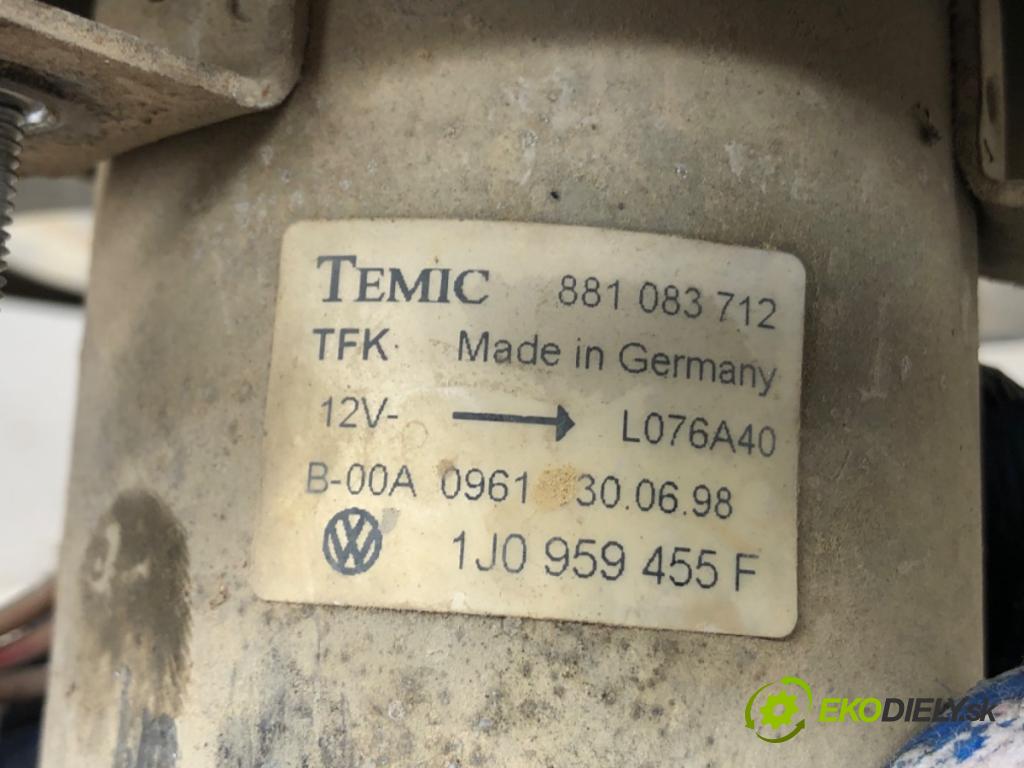 TEMIC 881 083 712
TFK Made in Germany
12V- L076A40
B-00A 0961 30.06.98
VW 1J0 959 455 F
EKODIELY.SK